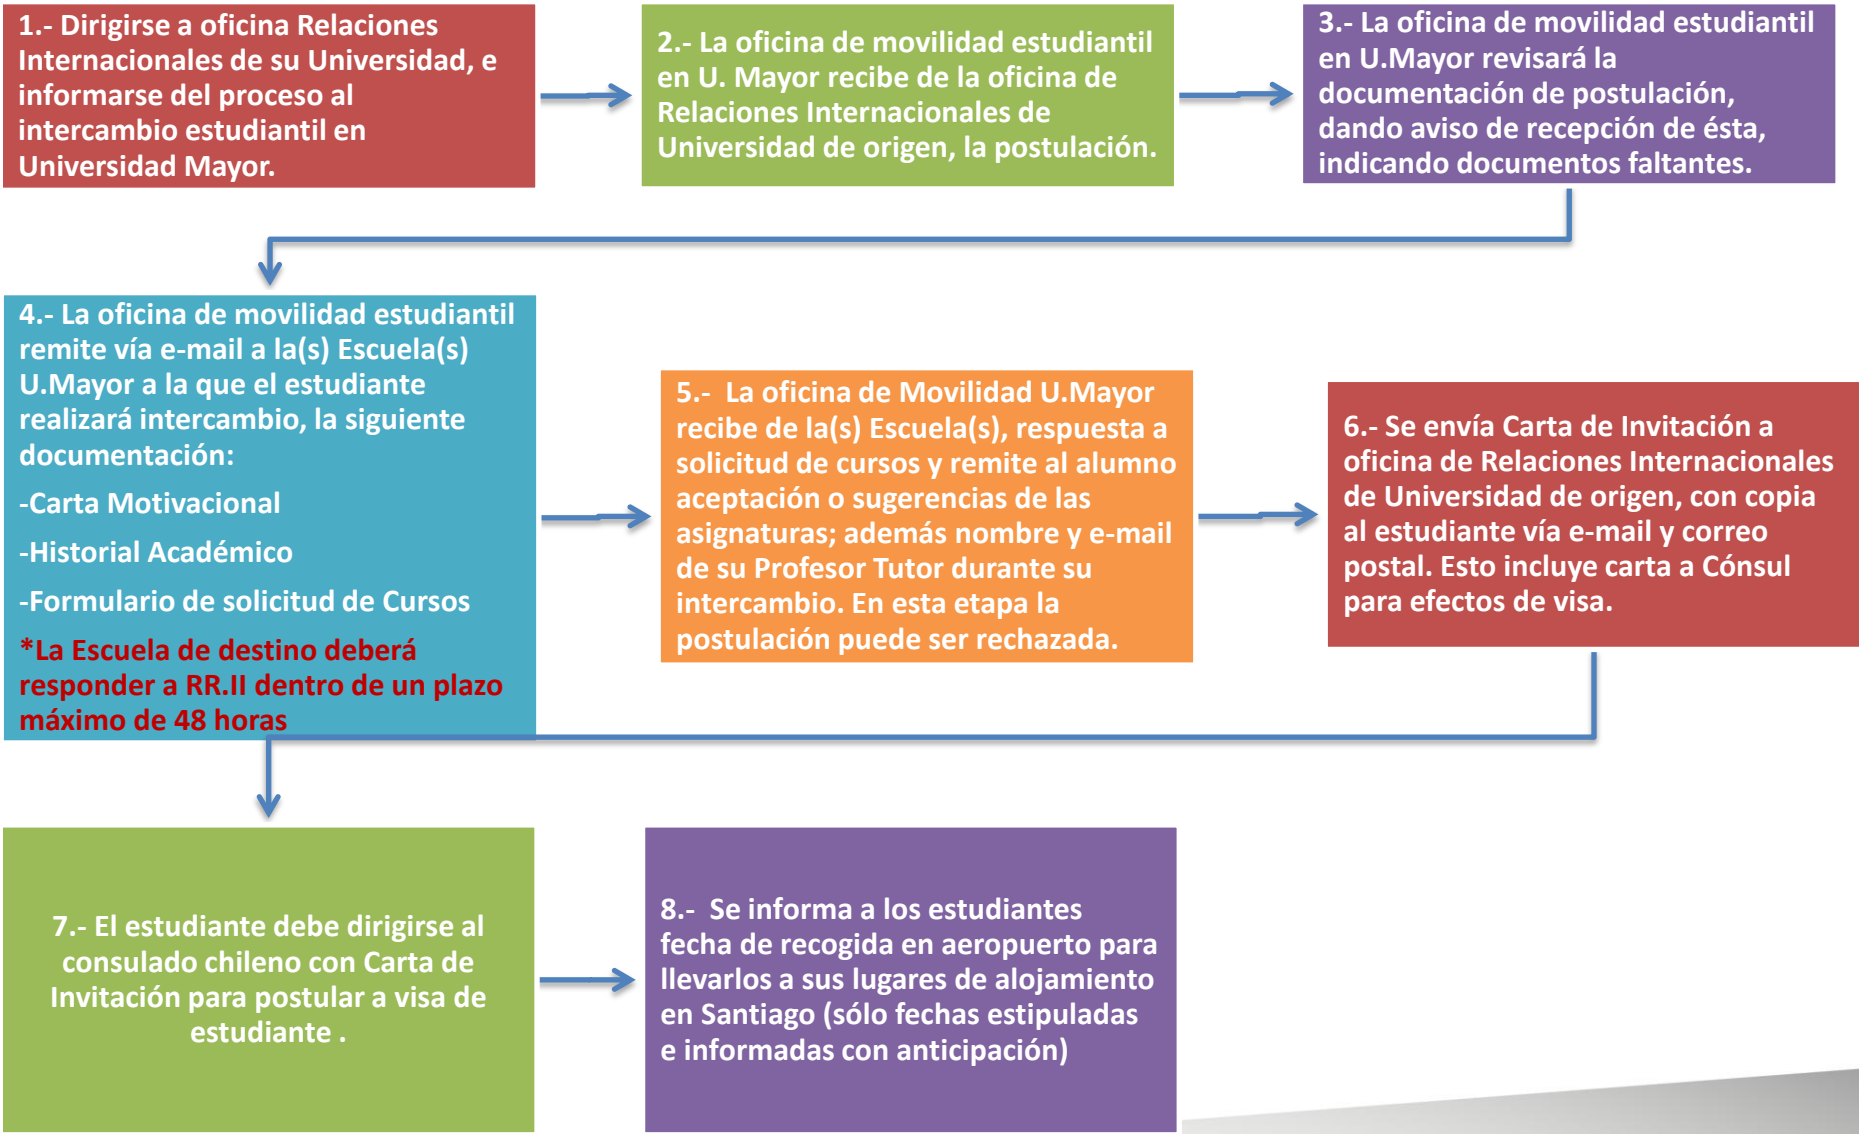 1.- Dirigirse a oficina Relaciones
Internacionales de su Universidad, e
informarse del proceso al
intercambio estudiantil en
Universidad Mayor.
2.- La oficina de movilidad estudiantil
en U. Mayor recibe de la oficina de
Relaciones Internacionales de
Universidad de origen, la postulación.
3.- La oficina de movilidad estudiantil
en U.Mayor revisará la
documentación de postulación,
dando aviso de recepción de ésta,
indicando documentos faltantes.
4.- La oficina de movilidad estudiantil
remite vía e-mail a la(s) Escuela(s)
U.Mayor a la que el estudiante
realizará intercambio, la siguiente
documentación:
-Carta Motivacional
-Historial Académico
-Formulario de solicitud de Cursos
*La Escuela de destino deberá
responder a RR.II dentro de un plazo
máximo de 48 horas
5.- La oficina de Movilidad U.Mayor
recibe de la(s) Escuela(s), respuesta a
solicitud de cursos y remite al alumno
aceptación o sugerencias de las
asignaturas; además nombre y e-mail
de su Profesor Tutor durante su
intercambio. En esta etapa la
postulación puede ser rechazada.
6.- Se envía Carta de Invitación a
oficina de Relaciones Internacionales
de Universidad de origen, con copia
al estudiante vía e-mail y correo
postal. Esto incluye carta a Cónsul
para efectos de visa.
7.- El estudiante debe dirigirse al
consulado chileno con Carta de
Invitación para postular a visa de
estudiante .
8.- Se informa a los estudiantes
fecha de recogida en aeropuerto para
llevarlos a sus lugares de alojamiento
en Santiago (sólo fechas estipuladas
e informadas con anticipación)